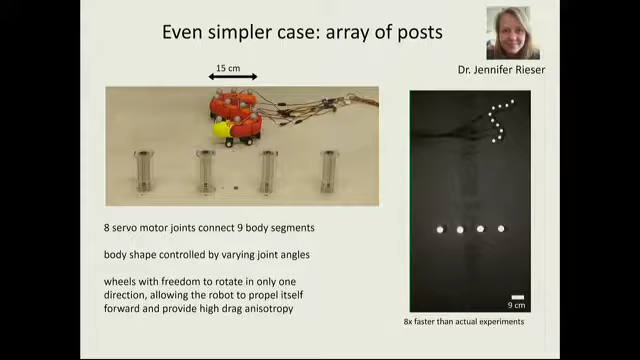 Even simpler case: array of posts
Dr. Jennifer Rieser
15 cm
8 servo motor joints connect 9 body segments
body shape controlled by varying joint angles
wheels with freedom to rotate in only one
direction, allowing the robot to propel itself
forward and provide high drag anisotropy
9 cm
8x faster than actual experiments